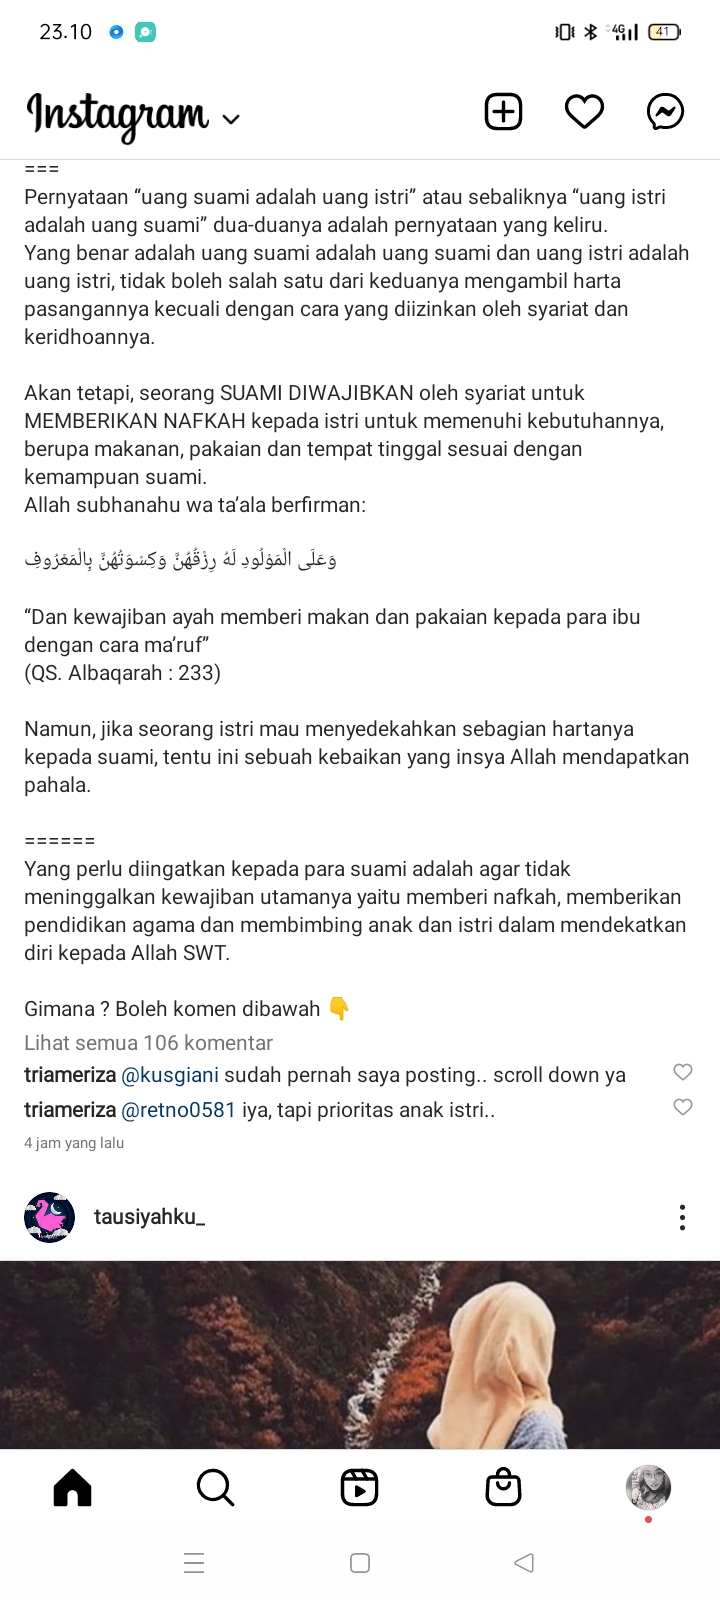 23.10
4G
41
Instagram
===
Pernyataan “uang suami adalah uang istri” atau sebaliknya “uang istri
adalah uang suami” dua-duanya adalah pernyataan yang keliru.
Yang benar adalah uang suami adalah uang suami dan uang istri adalah
uang istri, tidak boleh salah satu dari keduanya mengambil harta
pasangannya kecuali dengan cara yang diizinkan oleh syariat dan
keridhoannya.
Akan tetapi, seorang SUAMI DIWAJIBKAN oleh syariat untuk
MEMBERIKAN NAFKAH kepada istri untuk memenuhi kebutuhannya,
berupa makanan, pakaian dan tempat tinggal sesuai dengan
kemampuan suami.
Allah subhanahu wa ta’ala berfirman:
وَعَلَى الْمَوْلُودِ لَهُ رِزْقُهُنَّ وَكِسْوَتُهُنَّ بِالْمَعْرُوفِ
“Dan kewajiban ayah memberi makan dan pakaian kepada para ibu
dengan cara ma’ruf”
(QS. Albaqarah : 233)
Namun, jika seorang istri mau menyedekahkan sebagian hartanya
kepada suami, tentu ini sebuah kebaikan yang insya Allah mendapatkan
pahala.
======
Yang perlu diingatkan kepada para suami adalah agar tidak
meninggalkan kewajiban utamanya yaitu memberi nafkah, memberikan
pendidikan agama dan membimbing anak dan istri dalam mendekatkan
diri kepada Allah SWT.
Gimana ? Boleh komen dibawah 👇
Lihat semua 106 komentar
triameriza @kusgiani sudah pernah saya posting.. scroll down ya
triameriza @retno0581 iya, tapi prioritas anak istri..
4 jam yang lalu
tausiyahku_